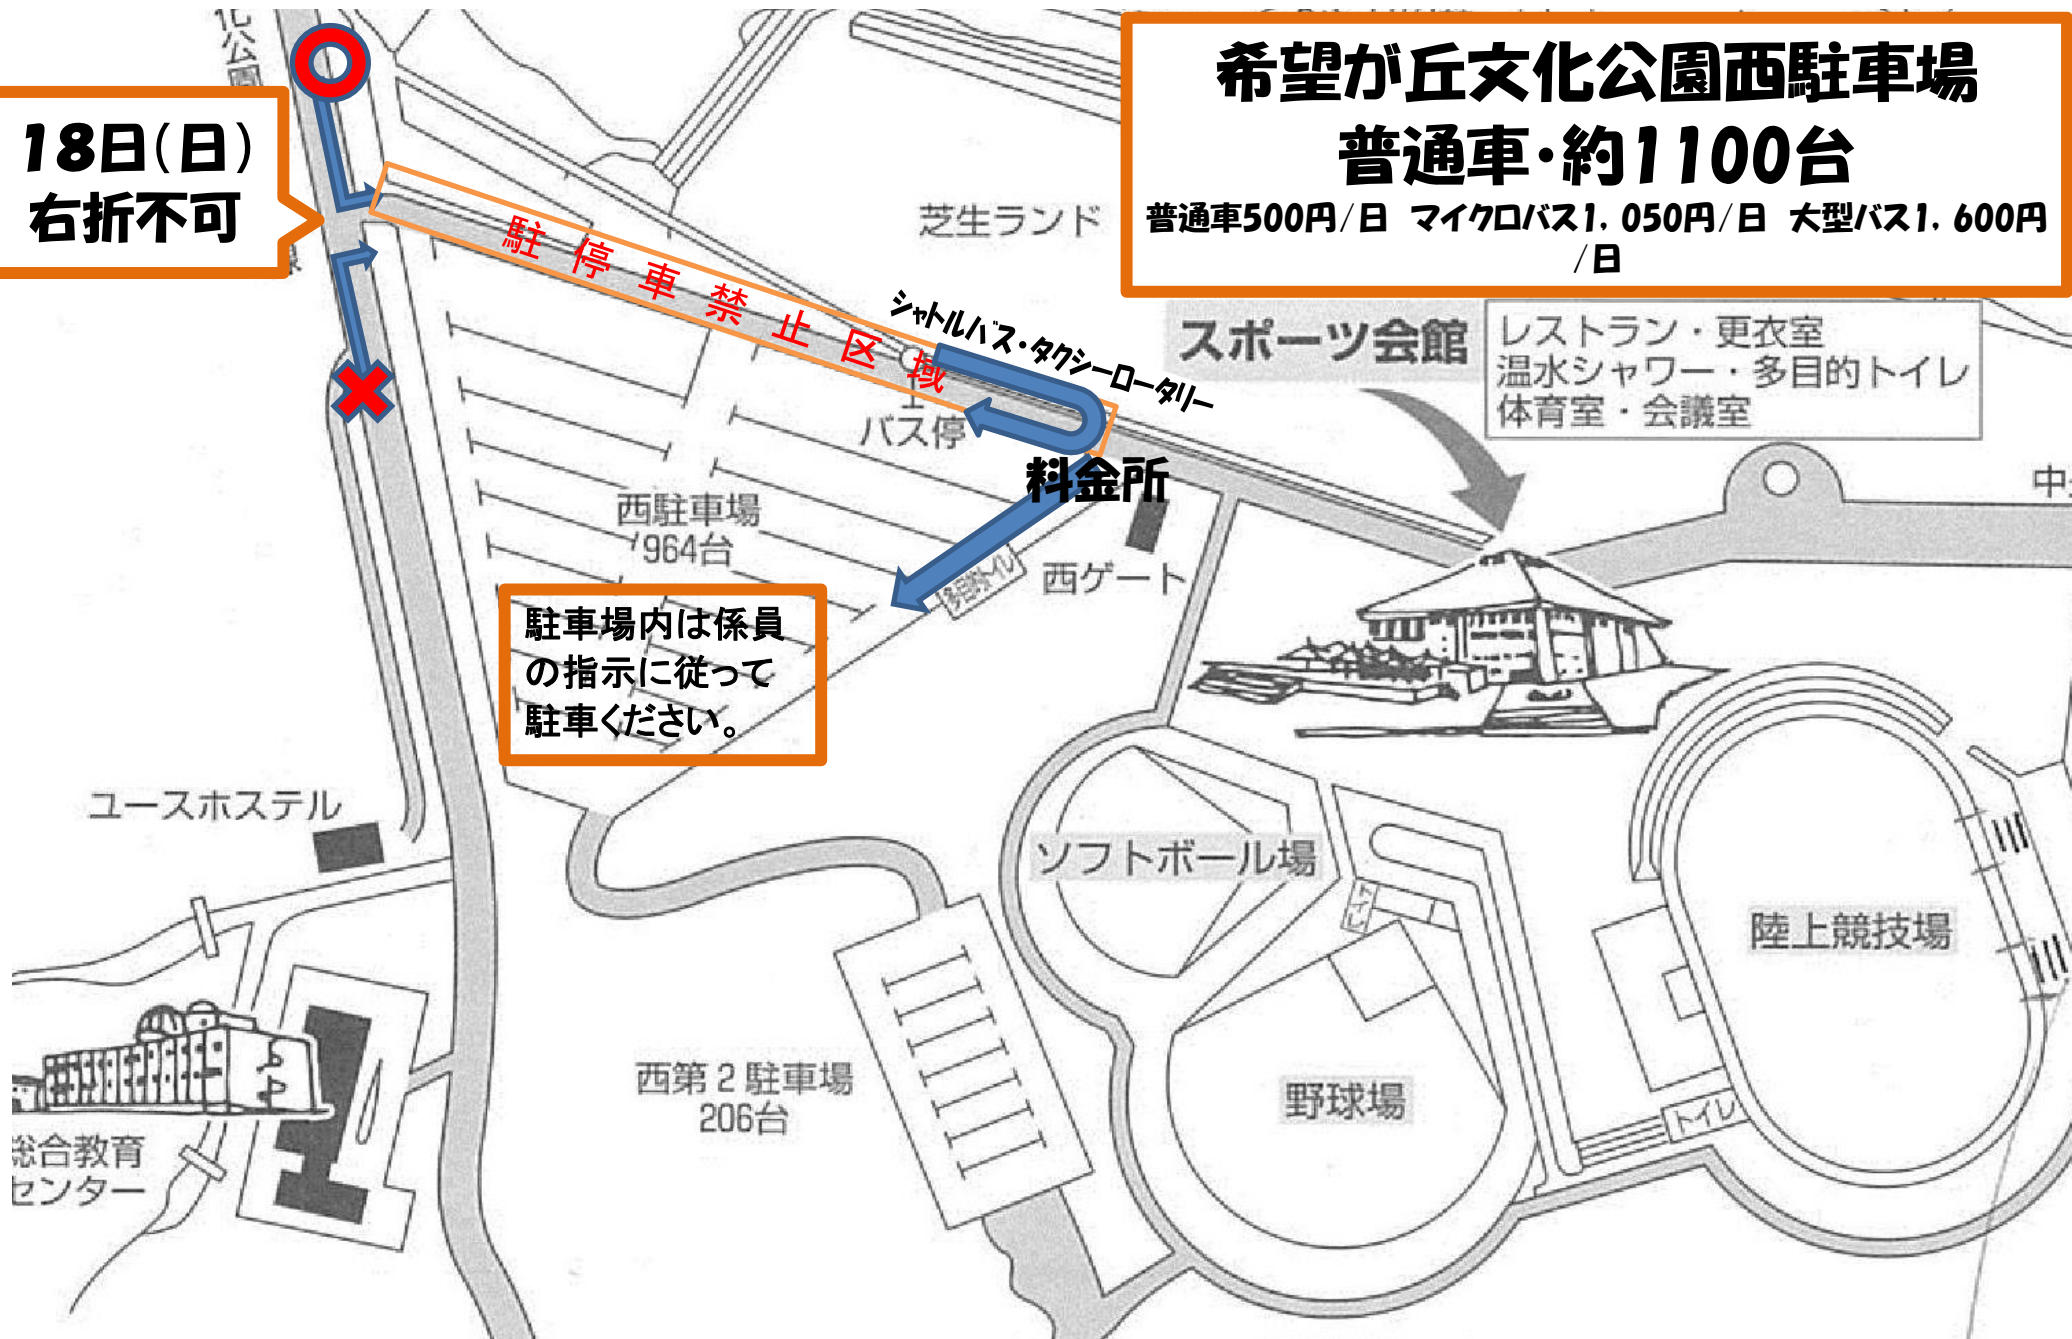 化公園
18日(日)
右折不可
希望が丘文化公園西駐車場
普通車・約1100台
普通車500円/日 マイクロバス1,050円/日 大型バス1,600円
/日
芝生ランド
駐停車禁止区域
シャトルバス・タクシーロータリー
スポーツ会館
レストラン・更衣室
温水シャワー・多目的トイレ
体育室・会議室
バス停
料金所
中
西駐車場
964台
多目的トイレ
西ゲート
駐車場内は係員
の指示に従って
駐車ください。
ユースホステル
ソフトボール場
トイレ
陸上競技場
西第2駐車場
206台
野球場
トイレ
総合教育
センター